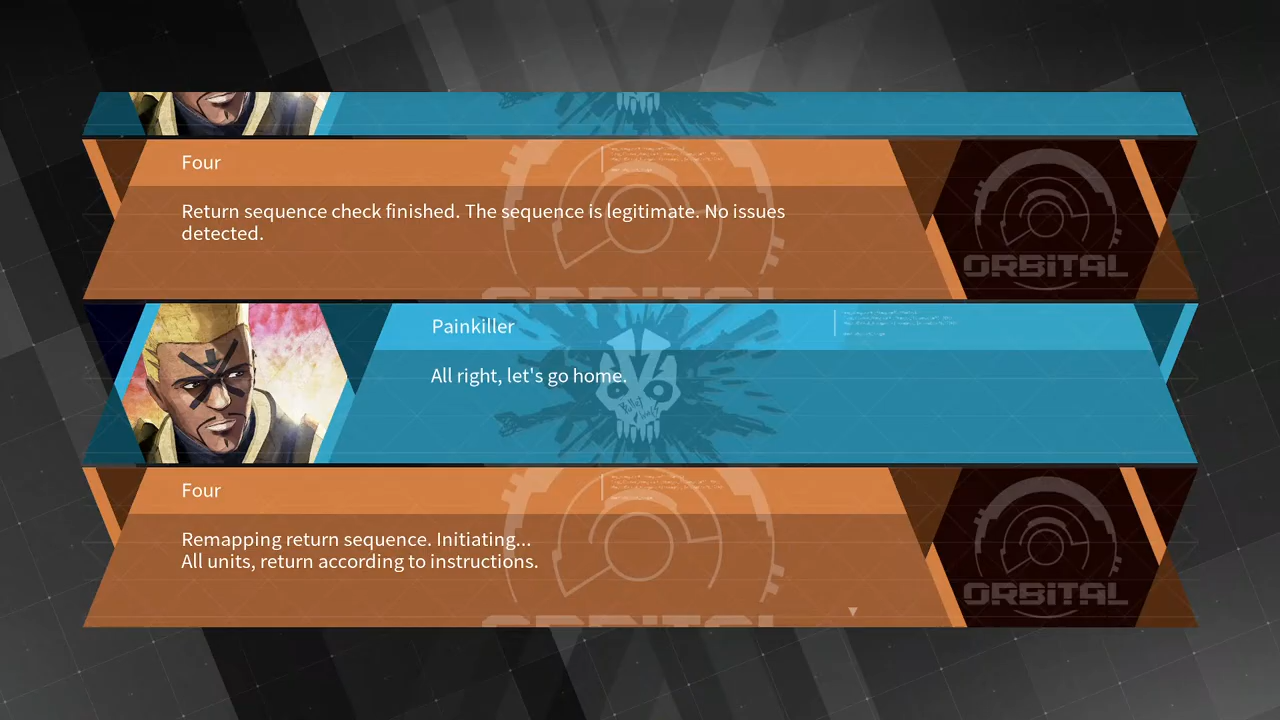 Four
Return sequence check finished. The sequence is legitimate. No issues
detected.
ORBITAL
Painkiller
All right, let's go home.
Bullet
Four
Remapping return sequence. Initiating...
All units, return according to instructions.
ORBITAL